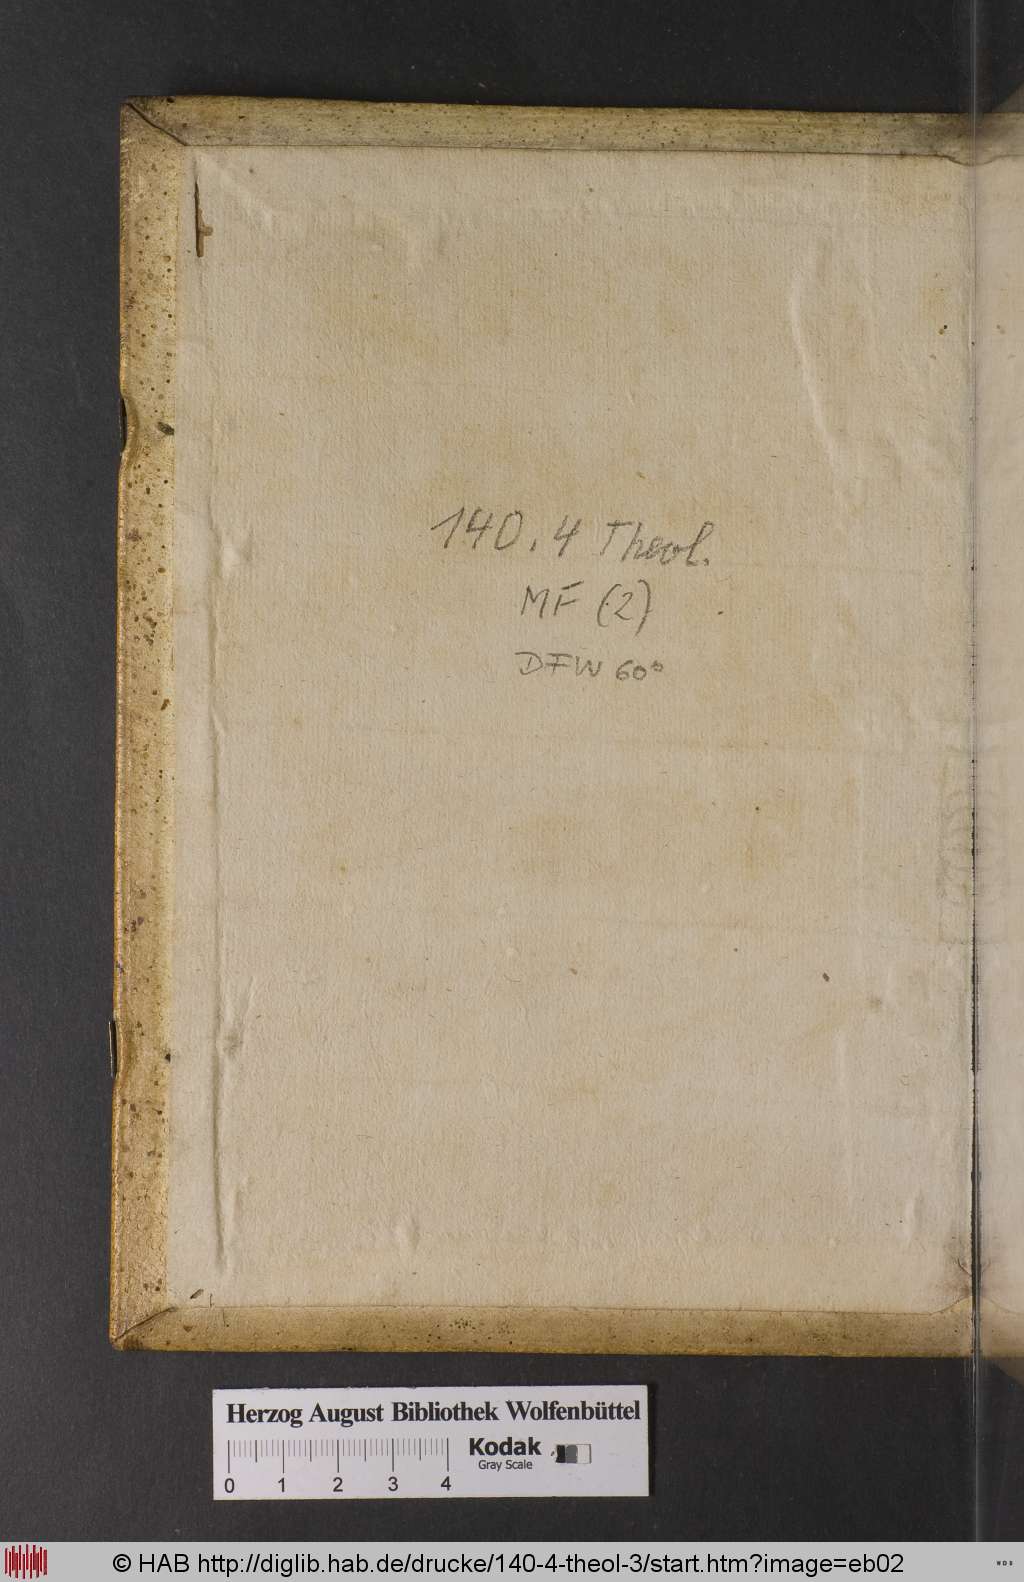 140.4 Theol.
MF (2)
DFW 60°
Herzog August Bibliothek Wolfenbüttel
Kodak
Gray Scale
0 1 2 3 4
© HAB http://diglib.hab.de/drucke/140-4-theol-3/start.htm?image=eb02
WDB